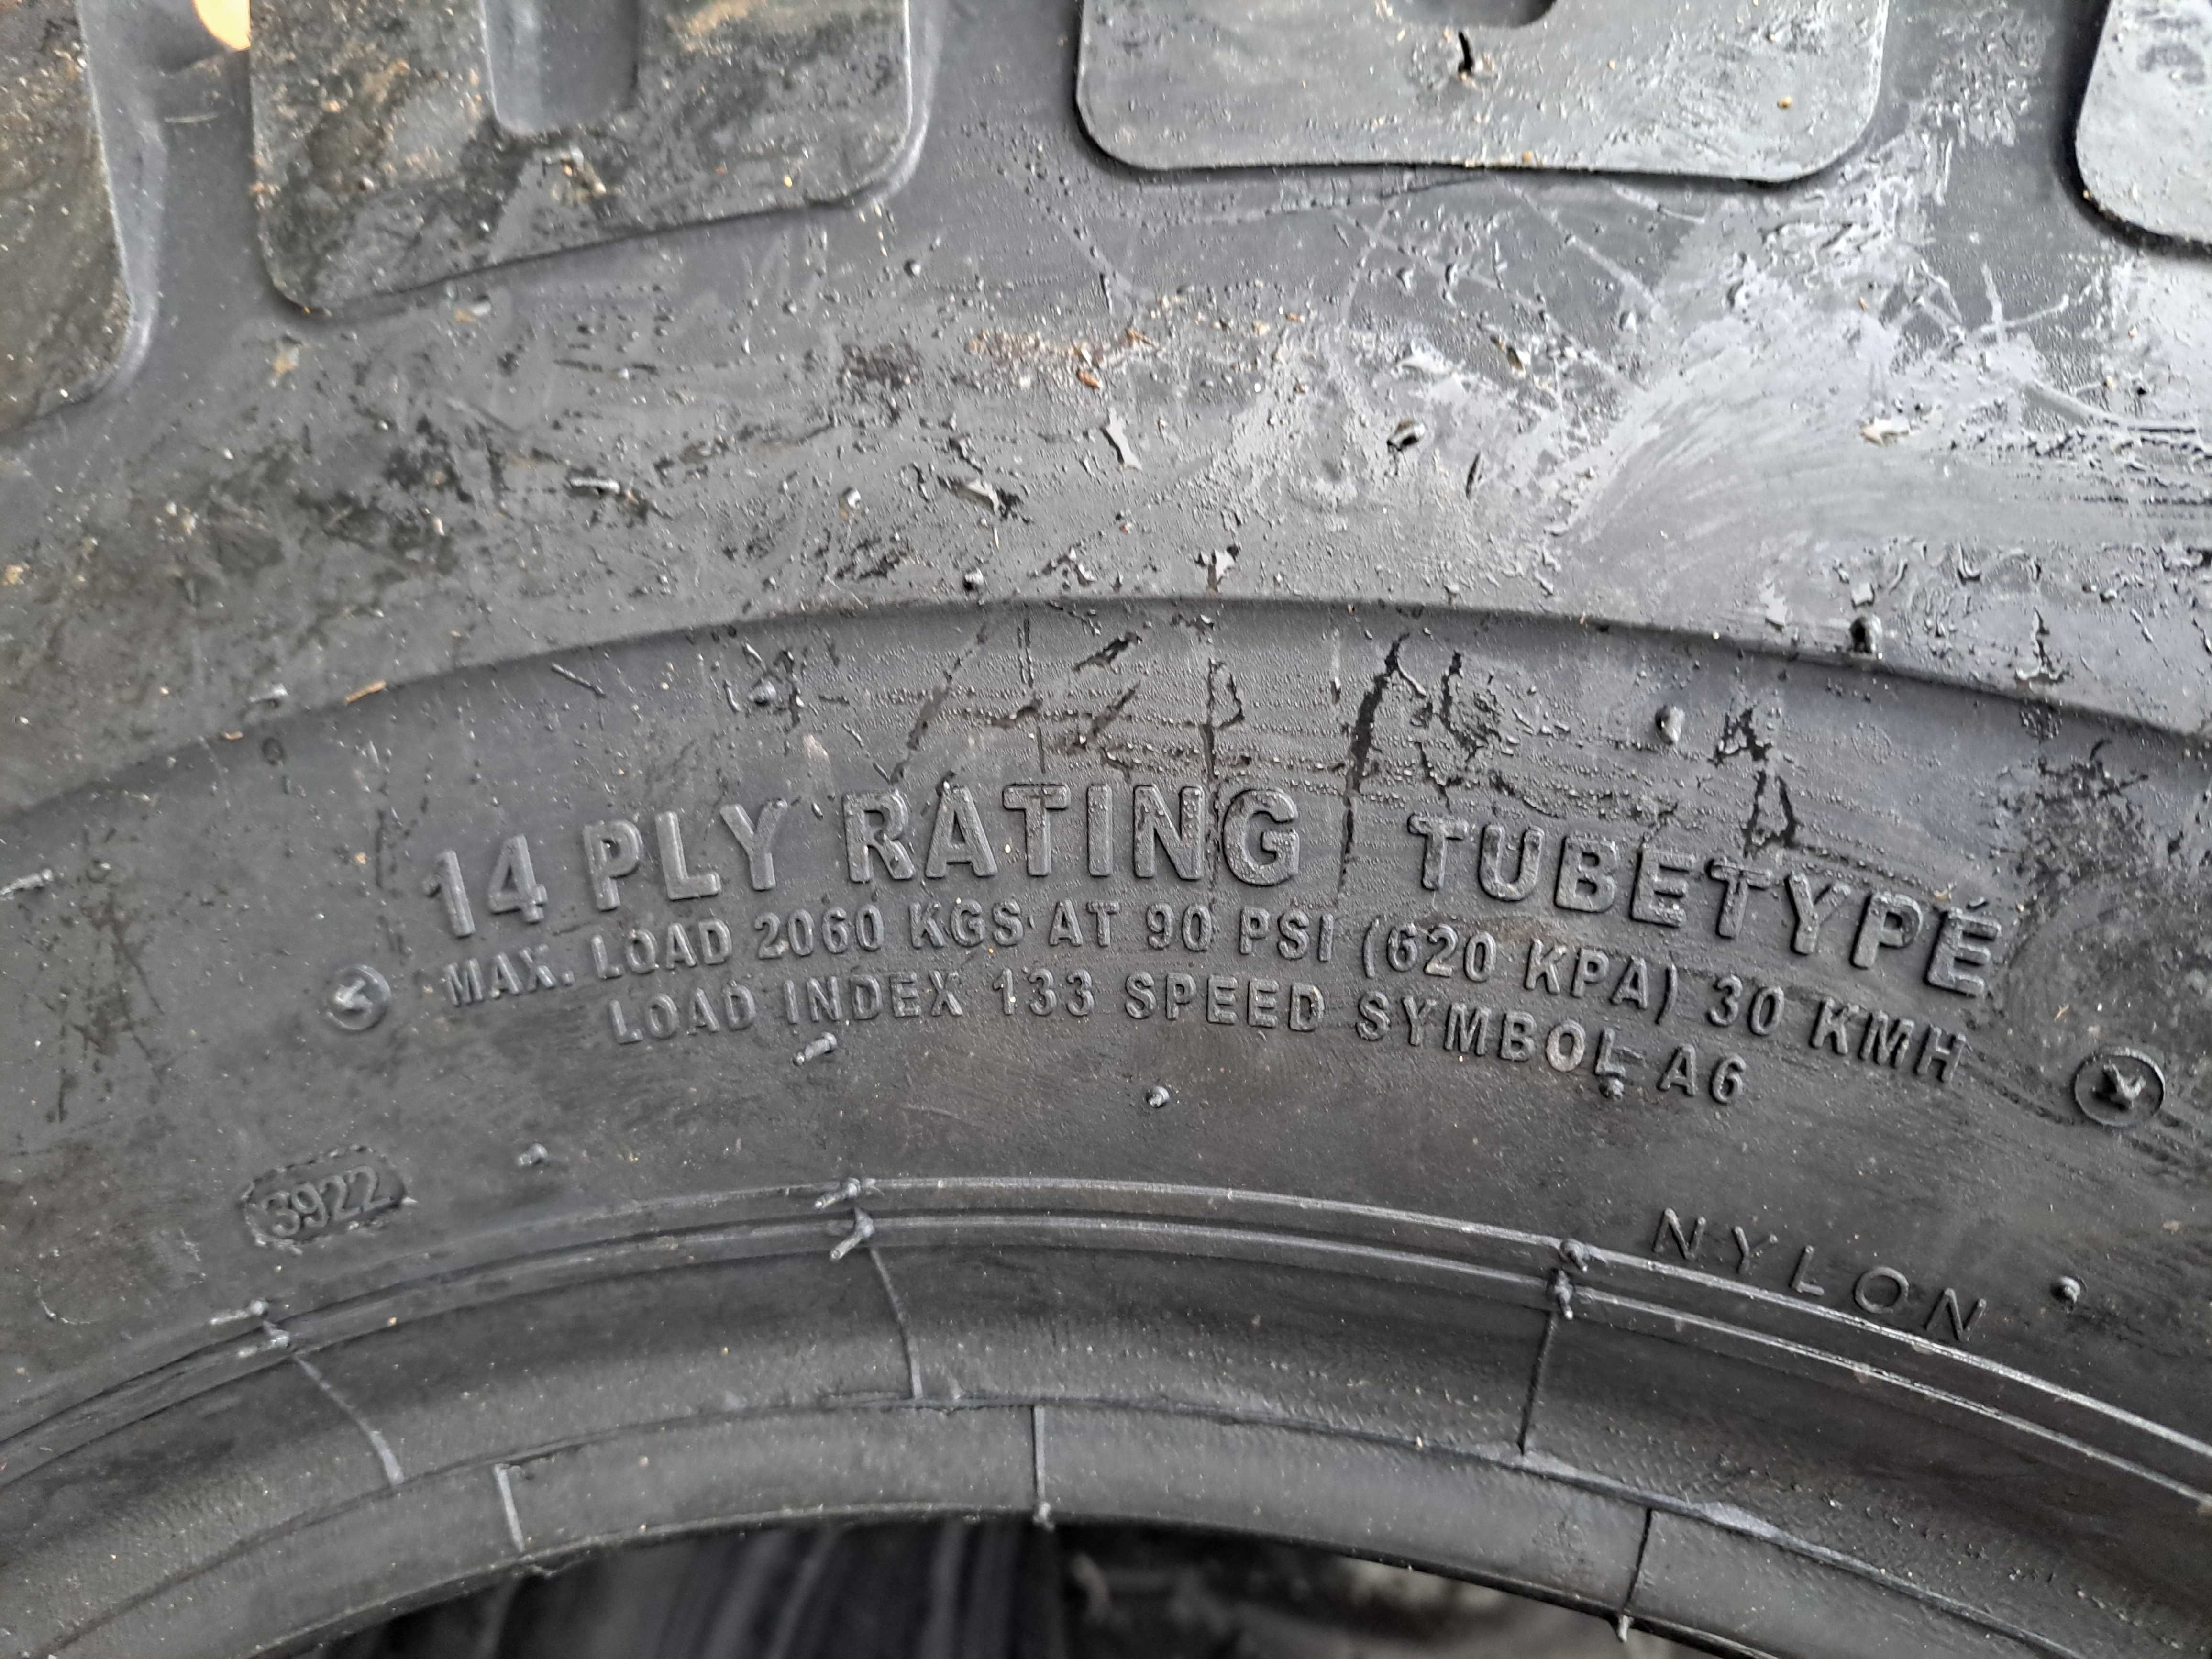 14 PLY RATING TUBETYPE
MAX. LOAD 2060 KGS AT 90 PSI (620 KPA) 30 KMH
LOAD INDEX 133 SPEED SYMBOL A6
3922
NYLON